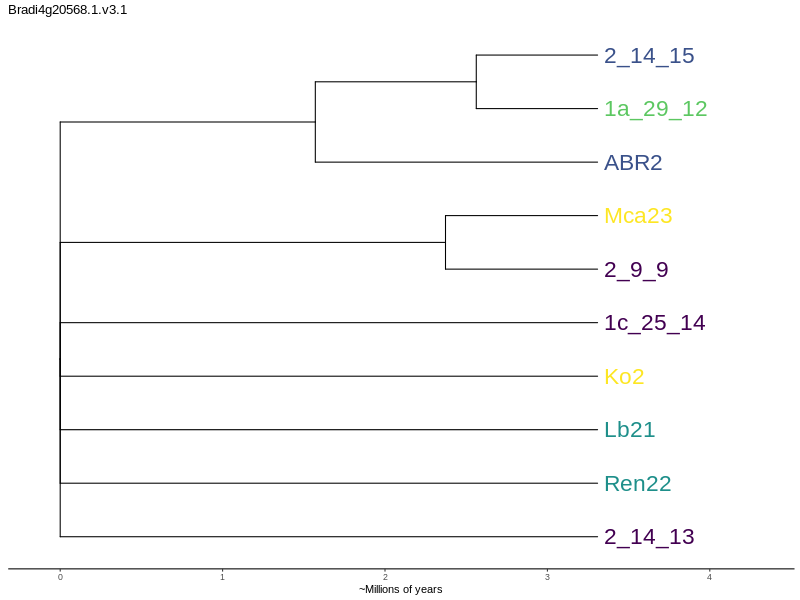 Bradi4g20568.1.v3.1
2_14_15
1a_29_12
ABR2
Mca23
2_9_9
1c_25_14
Ko2
Lb21
Ren22
2_14_13
0 1 2 3 4
~Millions of years